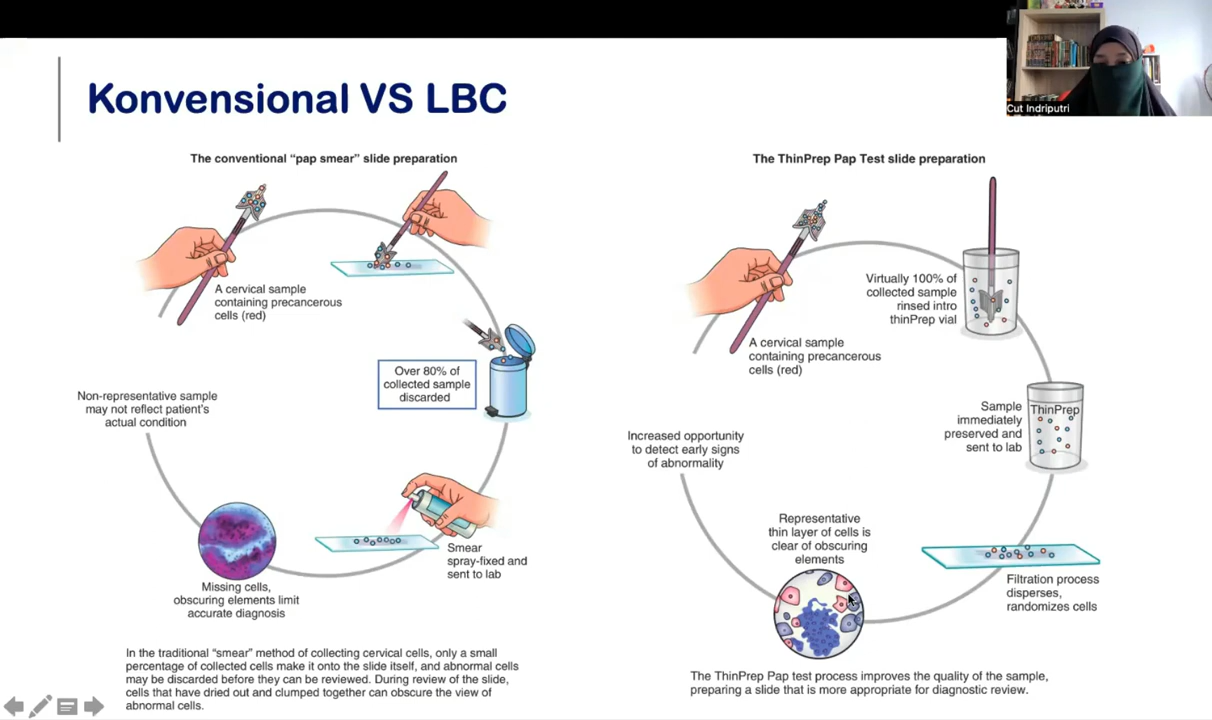 Cut Indriputri
Konvensional VS LBC
The conventional “pap smear” slide preparation
A cervical sample
containing precancerous
cells (red)
Over 80% of
collected sample
discarded
Smear
spray-fixed and
sent to lab
Missing cells,
obscuring elements limit
accurate diagnosis
Non-representative sample
may not reflect patient's
actual condition
In the traditional “smear” method of collecting cervical cells, only a small
percentage of collected cells make it onto the slide itself, and abnormal cells
may be discarded before they can be reviewed. During review of the slide,
cells that have dried out and clumped together can obscure the view of
abnormal cells.
The ThinPrep Pap Test slide preparation
A cervical sample
containing precancerous
cells (red)
Virtually 100% of
collected sample
rinsed intro
thinPrep vial
Sample
immediately
preserved and
sent to lab
ThinPrep
Filtration process
disperses,
randomizes cells
Representative
thin layer of cells is
clear of obscuring
elements
Increased opportunity
to detect early signs
of abnormality
The ThinPrep Pap test process improves the quality of the sample,
preparing a slide that is more appropriate for diagnostic review.